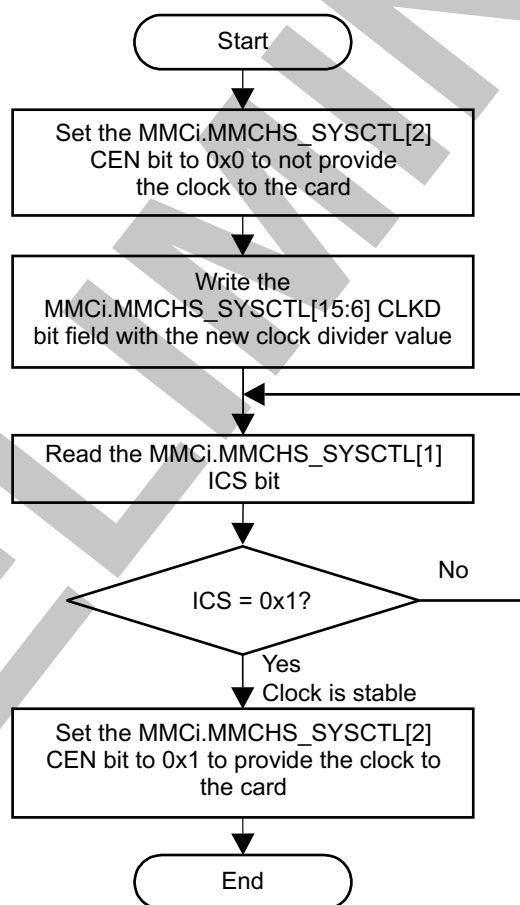 Start
Set the MMCi.MMCHS_SYSCTL[2]
CEN bit to 0x0 to not provide
the clock to the card
Write the
MMCi.MMCHS_SYSCTL[15:6] CLKD
bit field with the new clock divider value
Read the MMCi.MMCHS_SYSCTL[1]
ICS bit
ICS = 0x1?
No
Yes
Clock is stable
Set the MMCi.MMCHS_SYSCTL[2]
CEN bit to 0x1 to provide the clock to
the card
End